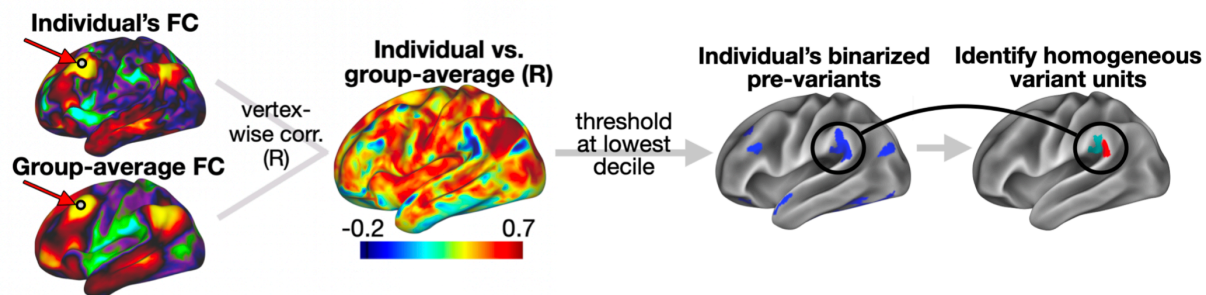 Individual's FC
Group-average FC
vertex-
wise corr.
(R)
Individual vs.
group-average (R)
-0.2
0.7
threshold
at lowest
decile
Individual's binarized
pre-variants
Identify homogeneous
variant units